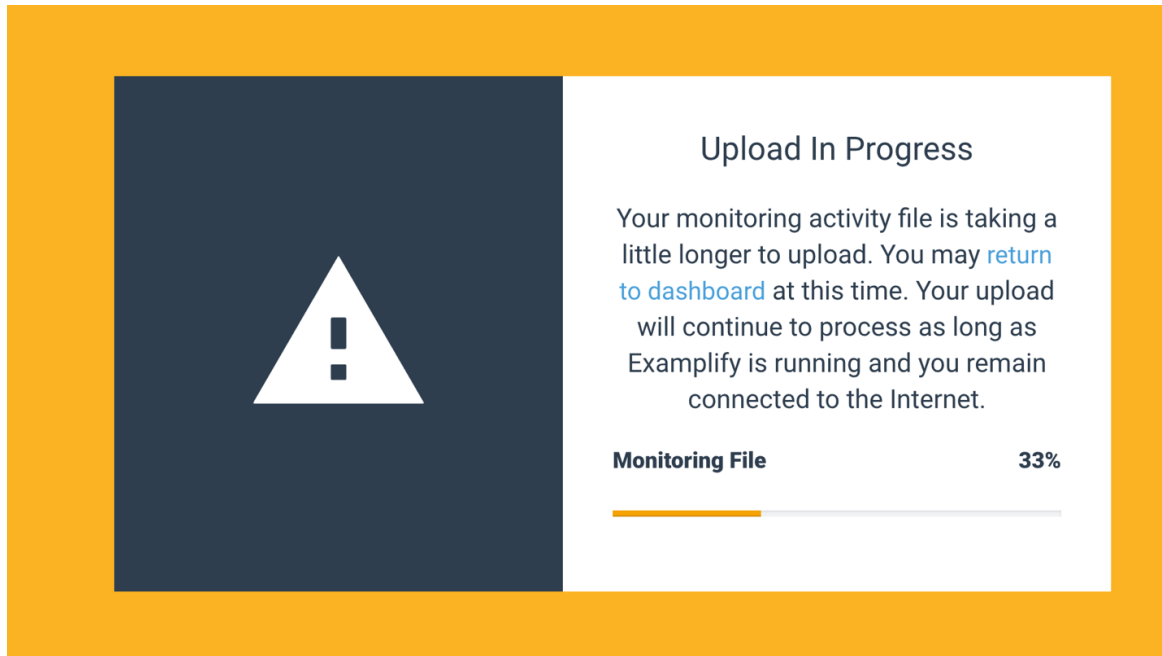 Upload In Progress
Your monitoring activity file is taking a
little longer to upload. You may return
to dashboard at this time. Your upload
will continue to process as long as
Examplify is running and you remain
connected to the Internet.
Monitoring File 33%